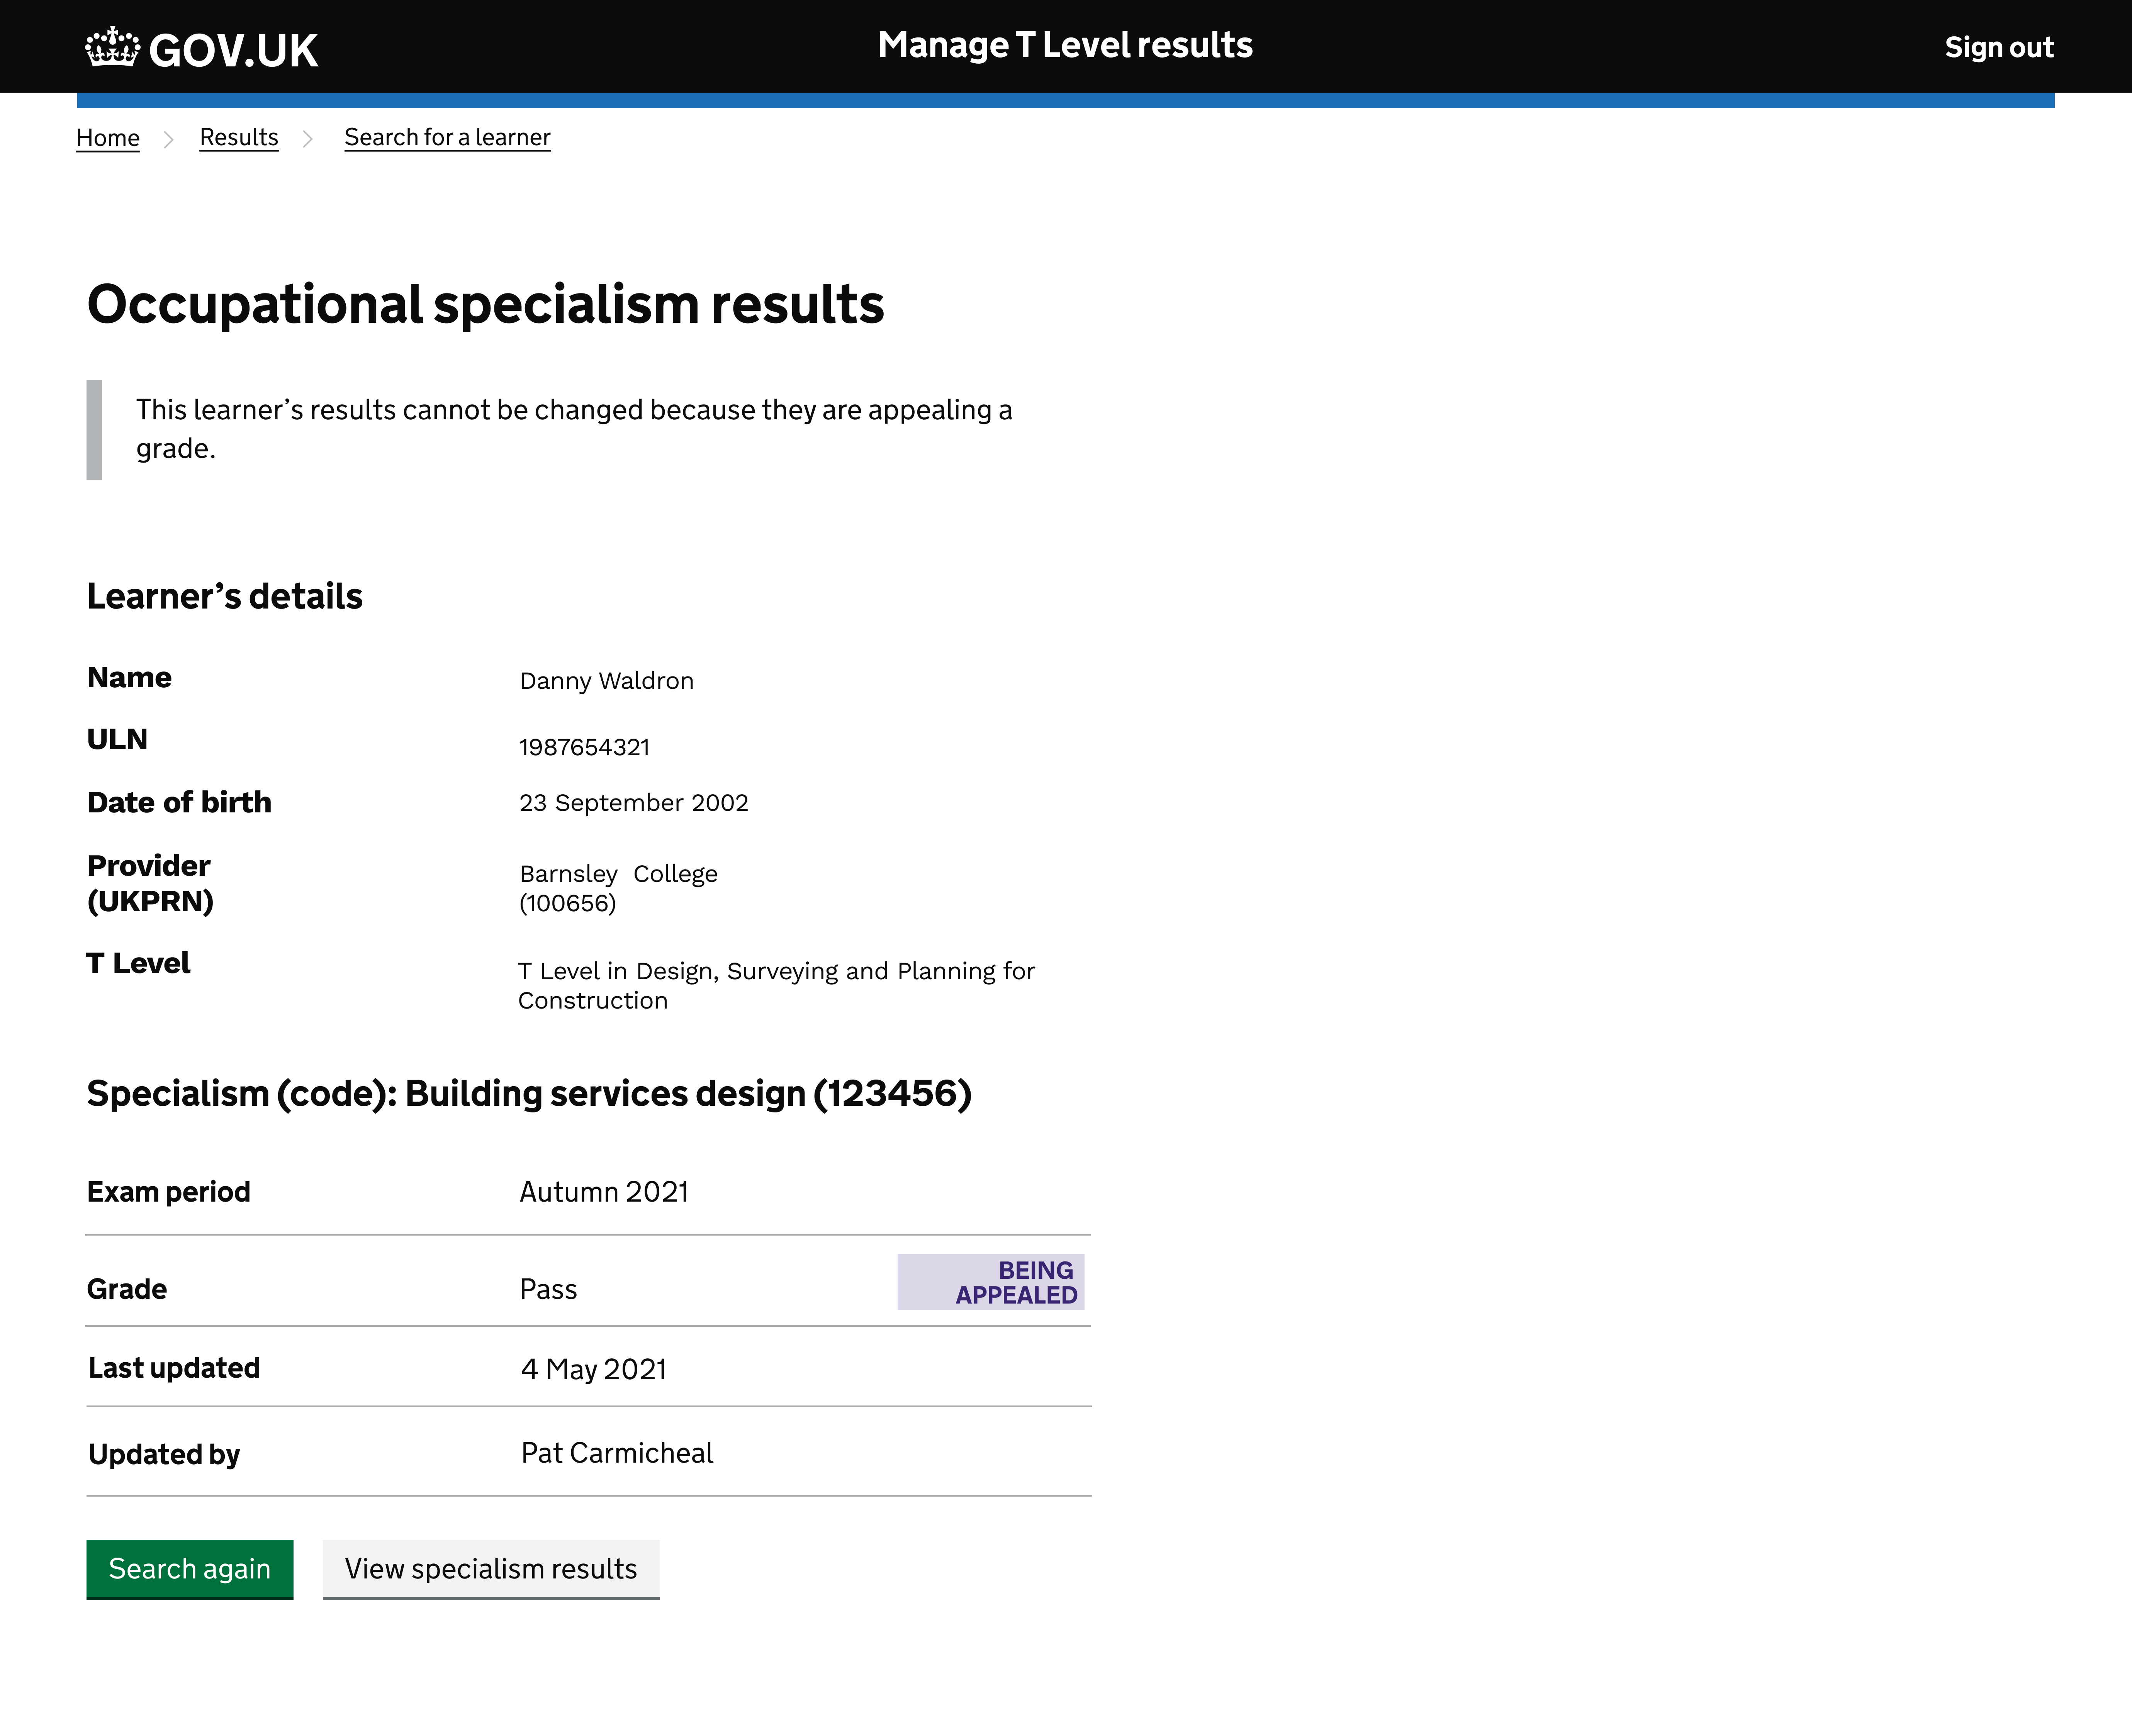 GOV.UK
Manage T Level results
Sign out
Home
Results
Search for a learner
Occupational specialism results
This learner’s results cannot be changed because they are appealing a
grade.
Learner’s details
Name
Danny Waldron
ULN
1987654321
Date of birth
23 September 2002
Provider
(UKPRN)
Barnsley  College
(100656)
T Level
T Level in Design, Surveying and Planning for
Construction
Specialism (code): Building services design (123456)
Exam period
Autumn 2021
Grade
Pass
BEING
APPEALED
Last updated
4 May 2021
Updated by
Pat Carmicheal
Search again
View specialism results